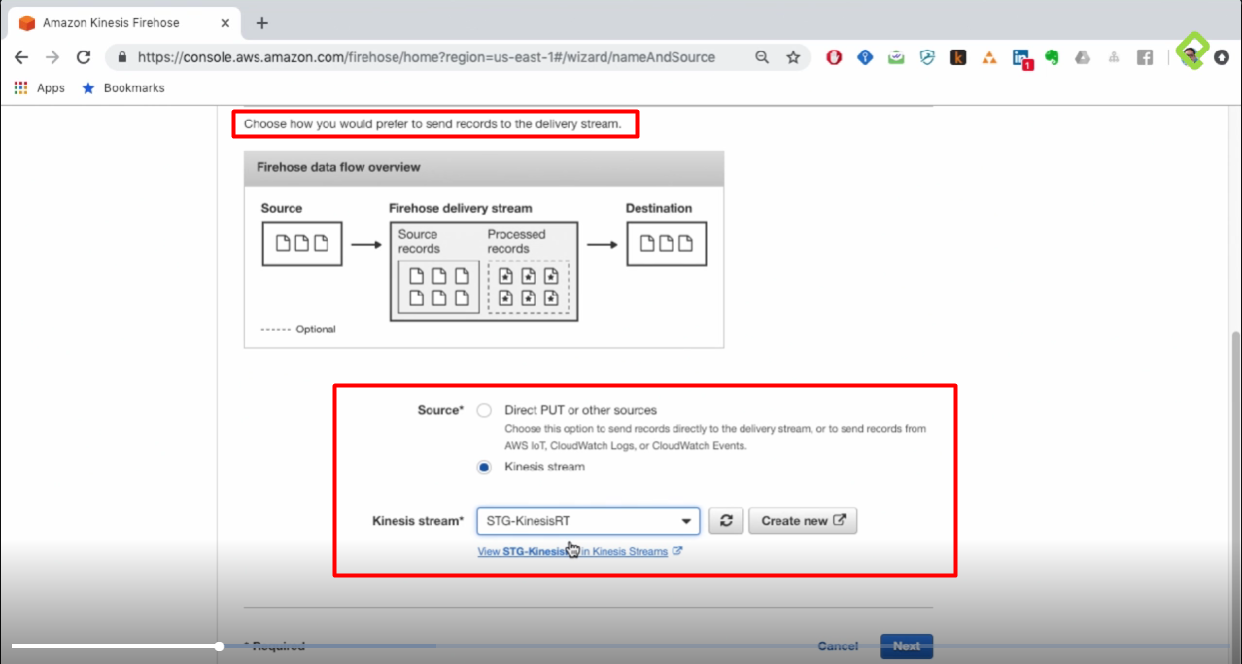 Amazon Kinesis Firehose
https://console.aws.amazon.com/firehose/home?region=us-east-1#/wizard/nameAndSource
k
in
1
Apps
Bookmarks
Choose how you would prefer to send records to the delivery stream.
Firehose data flow overview
Source
Firehose delivery stream
Destination
Source records
Processed records
Optional
Source*
Direct PUT or other sources
Choose this option to send records directly to the delivery stream, or to send records from
AWS IoT, CloudWatch Logs, or CloudWatch Events.
Kinesis stream
Kinesis stream*
STG-KinesisRT
Create new
View STG-Kinesis in Kinesis Streams
* Required
Cancel
Next